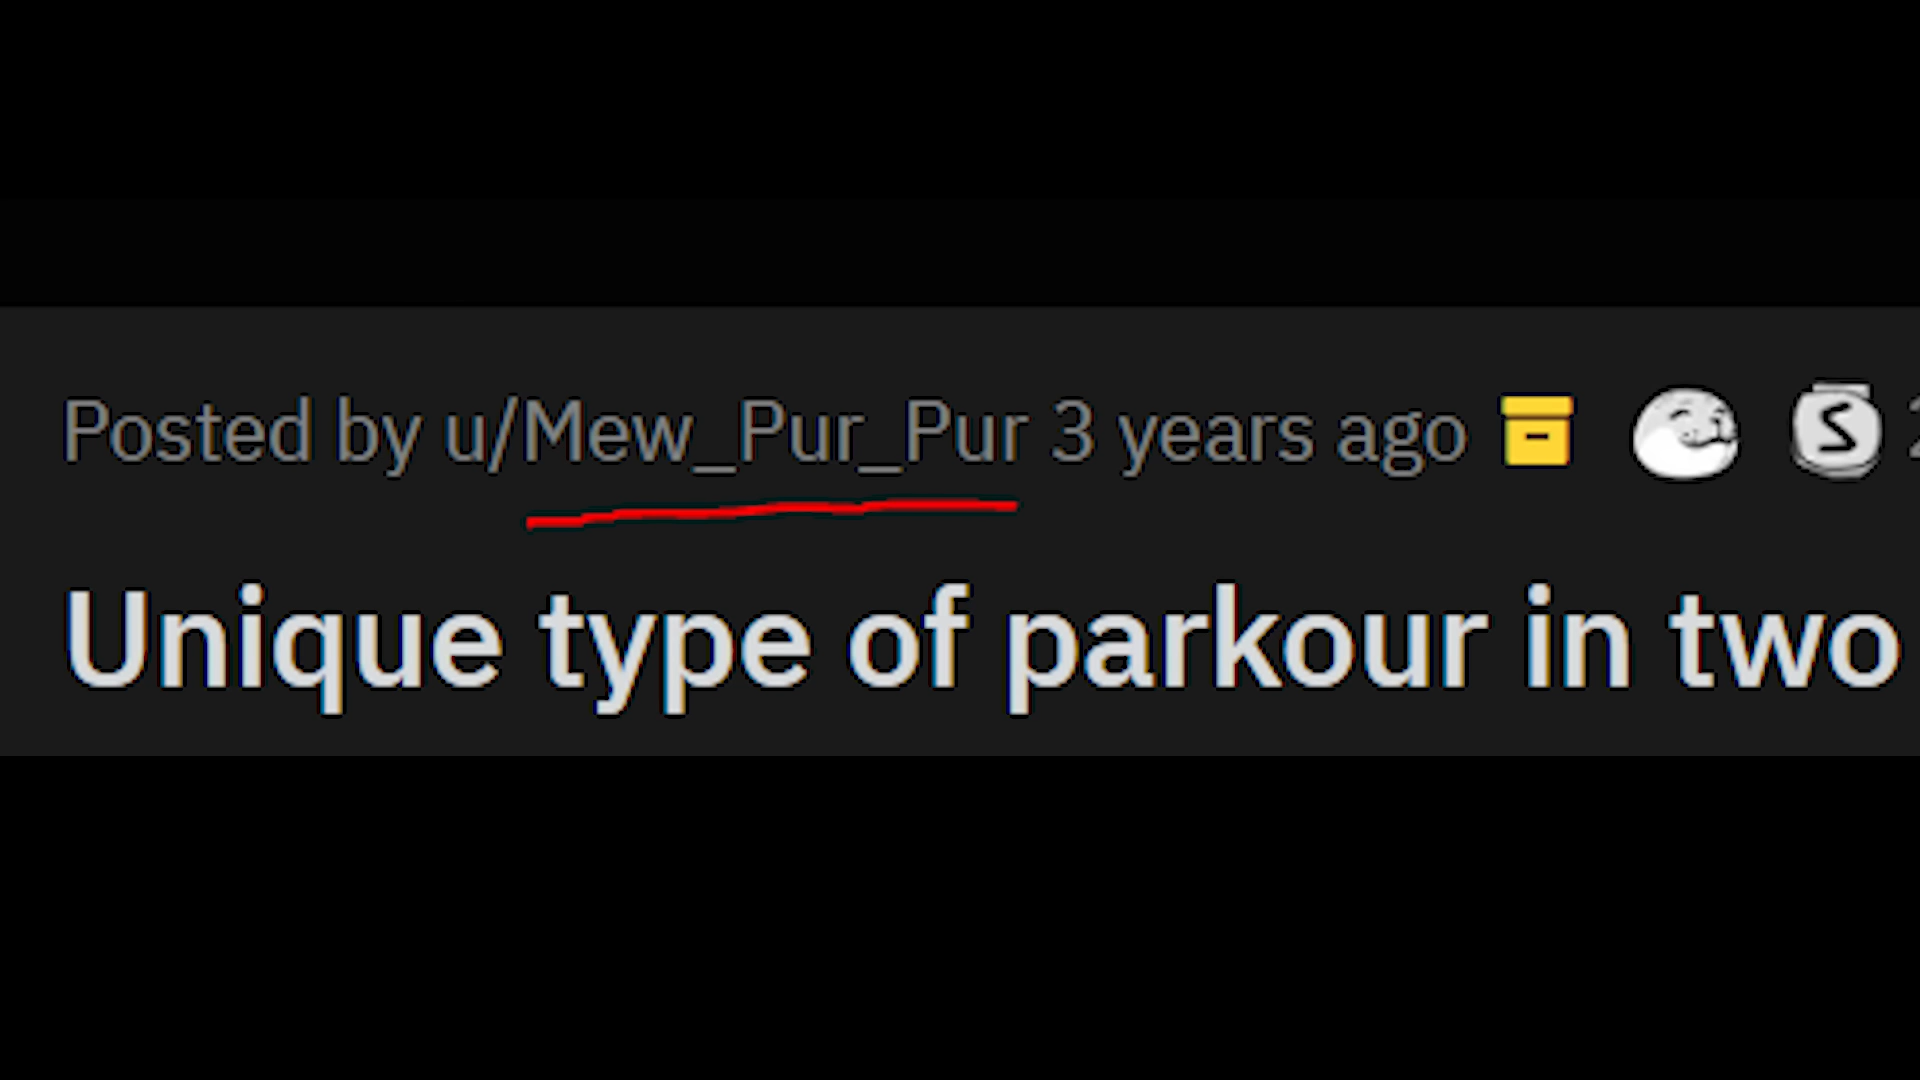 Posted by u/Mew_Pur_Pur 3 years ago S
Unique type of parkour in two